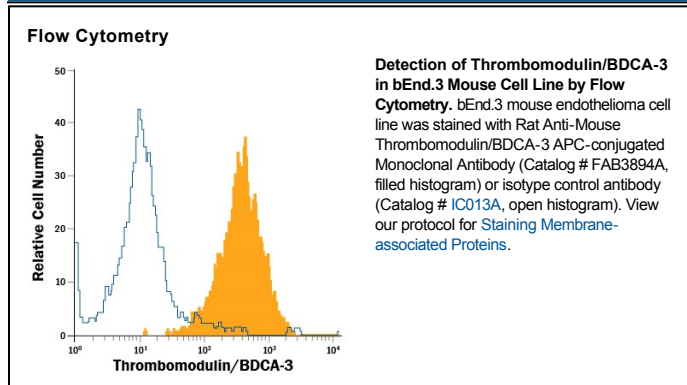 Flow Cytometry
50
40
30
20
10
0
Relative Cell Number
10⁰ 10¹ 10² 10³ 10⁴
Thrombomodulin/BDCA-3
Detection of Thrombomodulin/BDCA-3
in bEnd.3 Mouse Cell Line by Flow
Cytometry. bEnd.3 mouse endothelioma cell
line was stained with Rat Anti-Mouse
Thrombomodulin/BDCA-3 APC-conjugated
Monoclonal Antibody (Catalog # FAB3894A,
filled histogram) or isotype control antibody
(Catalog # IC013A, open histogram). View
our protocol for Staining Membrane-
associated Proteins.